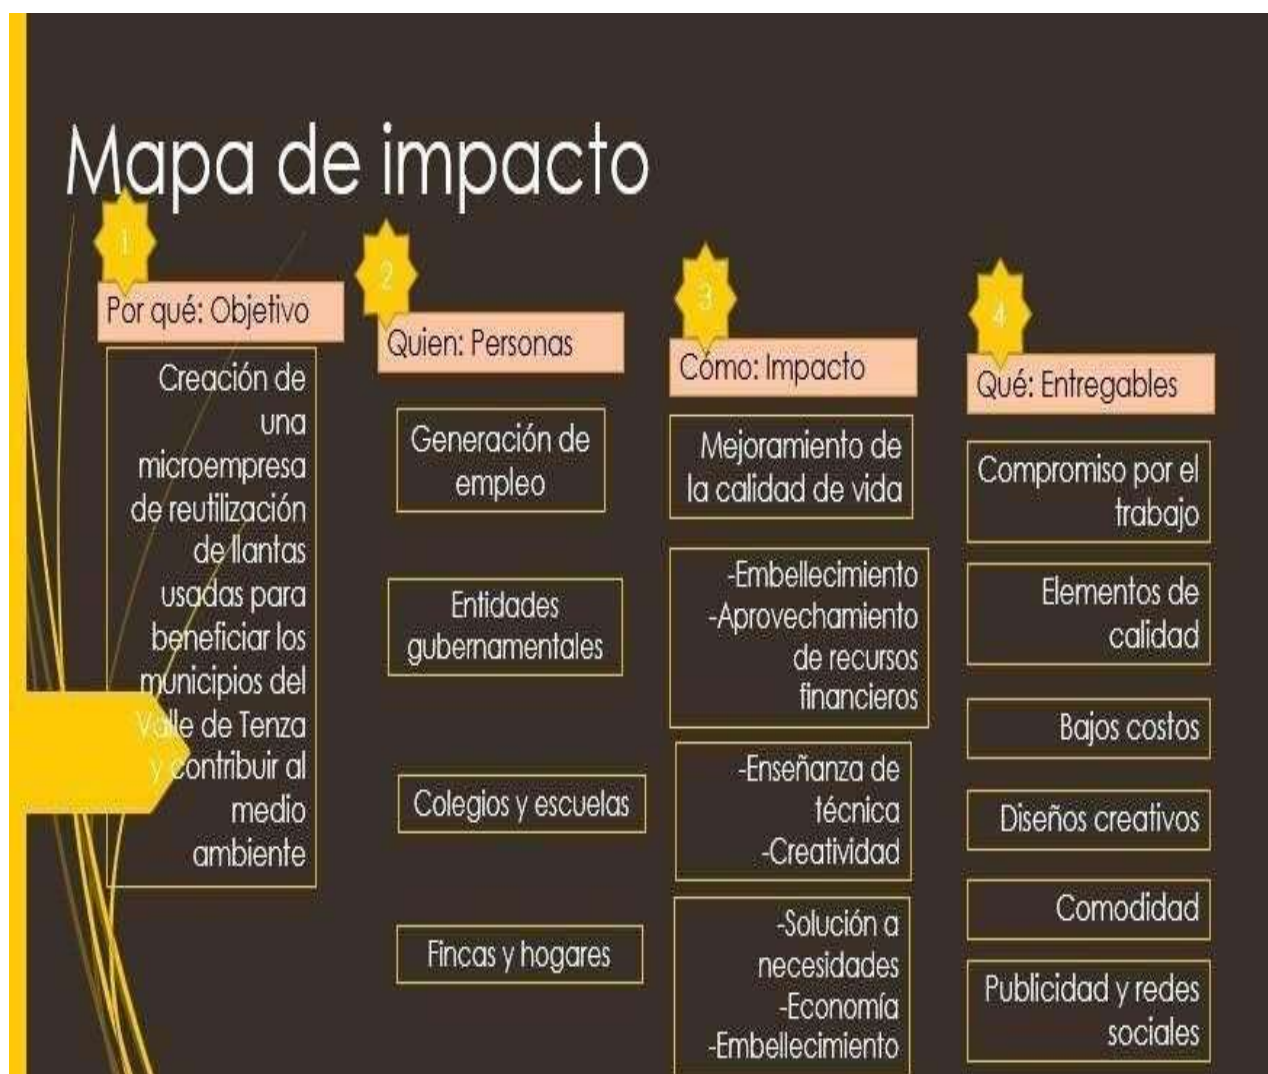 Mapa de impacto
1
Por qué: Objetivo
Creación de
una
microempresa
de reutilización
de llantas
usadas para
beneficiar los
municipios del
Valle de Tenza
y contribuir al
medio
ambiente
2
Quien: Personas
Generación de
empleo
Entidades
gubernamentales
Colegios y escuelas
Fincas y hogares
3
Cómo: Impacto
Mejoramiento de
la calidad de vida
-Embellecimiento
-Aprovechamiento
de recursos
financieros
-Enseñanza de
técnica
-Creatividad
-Solución a
necesidades
-Economía
-Embellecimiento
4
Qué: Entregables
Compromiso por el
trabajo
Elementos de
calidad
Bajos costos
Diseños creativos
Comodidad
Publicidad y redes
sociales